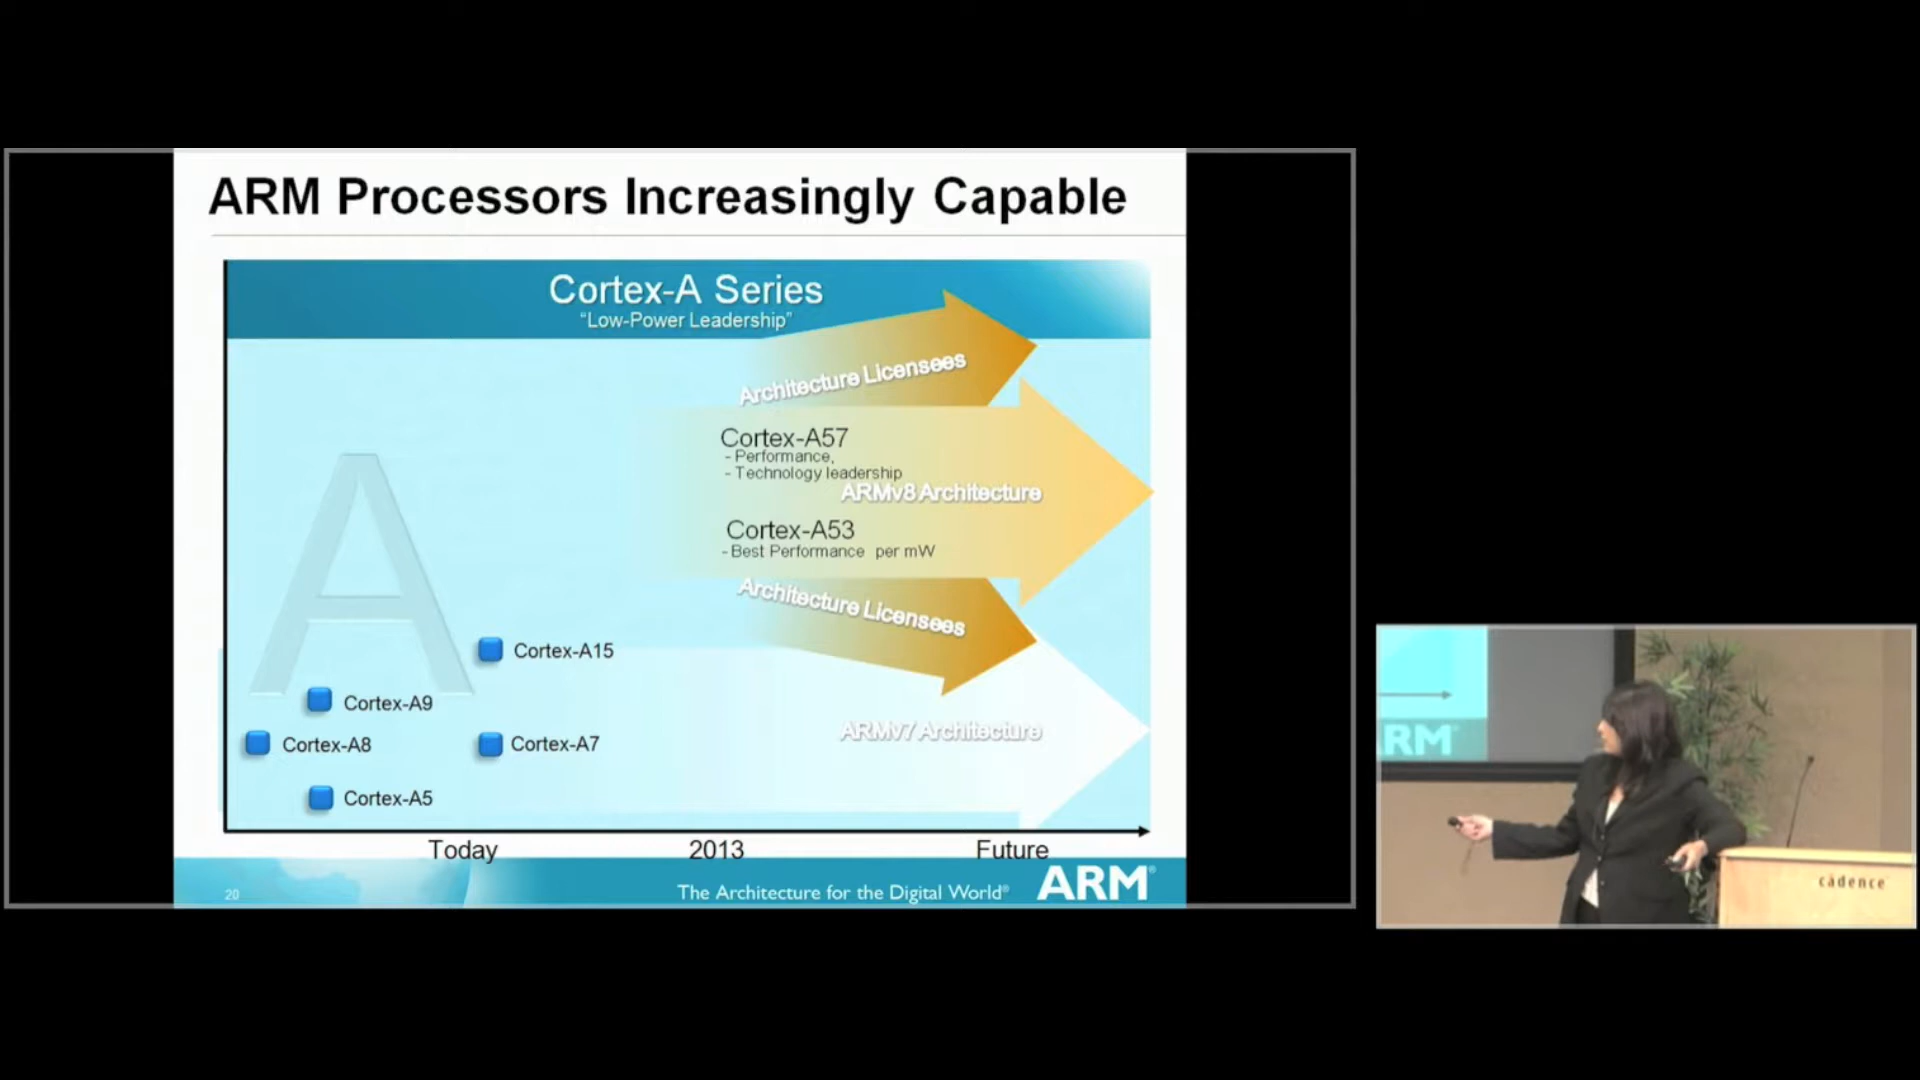 ARM Processors Increasingly Capable
Cortex-A Series
“Low-Power Leadership”
Architecture Licensees
Cortex-A57
- Performance,
- Technology leadership
ARMv8 Architecture
Cortex-A53
- Best Performance per mW
Architecture Licensees
A
Cortex-A15
Cortex-A9
Cortex-A8
Cortex-A7
ARMv7 Architecture
Cortex-A5
Today
2013
Future
20
The Architecture for the Digital World®
ARM®
ARM
cādence